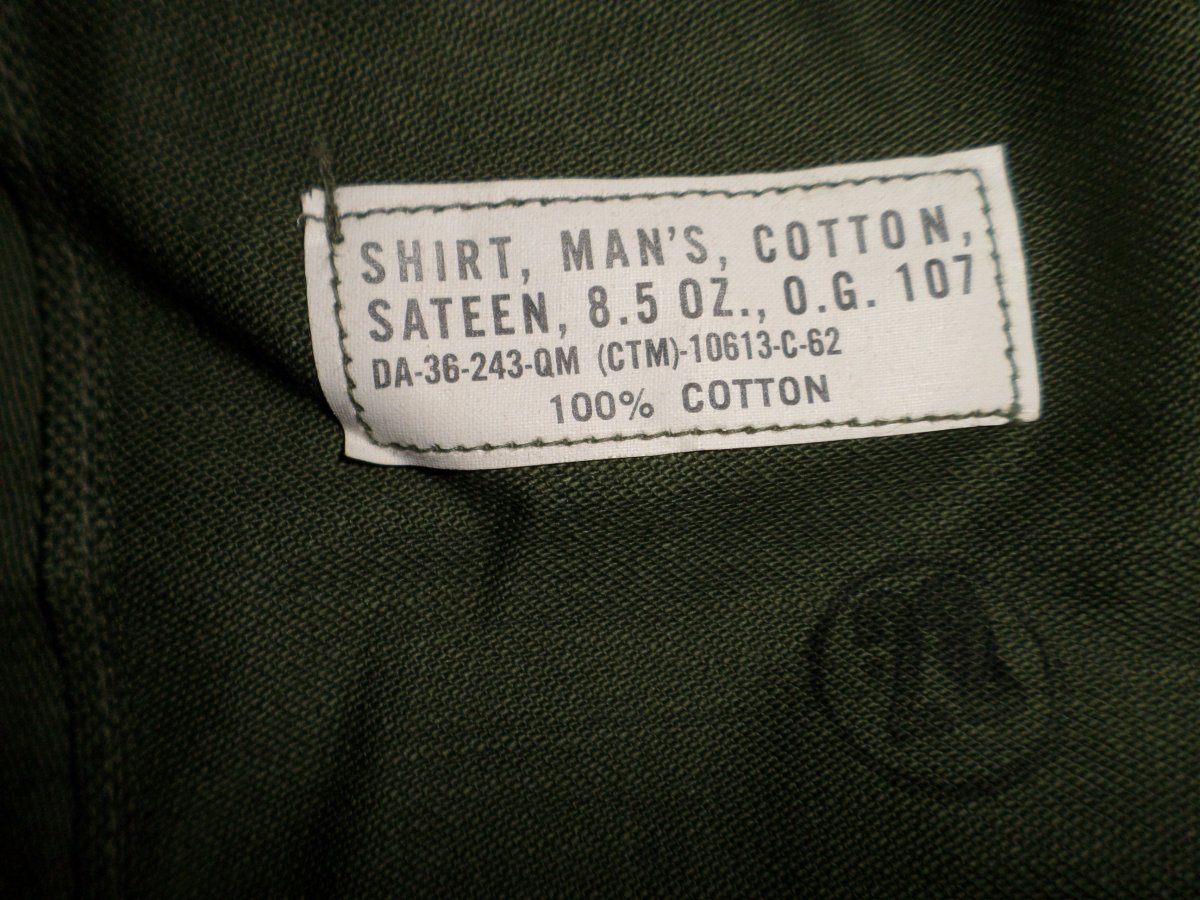 SHIRT, MAN'S, COTTON,
SATEEN, 8.5 OZ., O.G. 107
DA-36-243-QM (CTM)-10613-C-62
100% COTTON